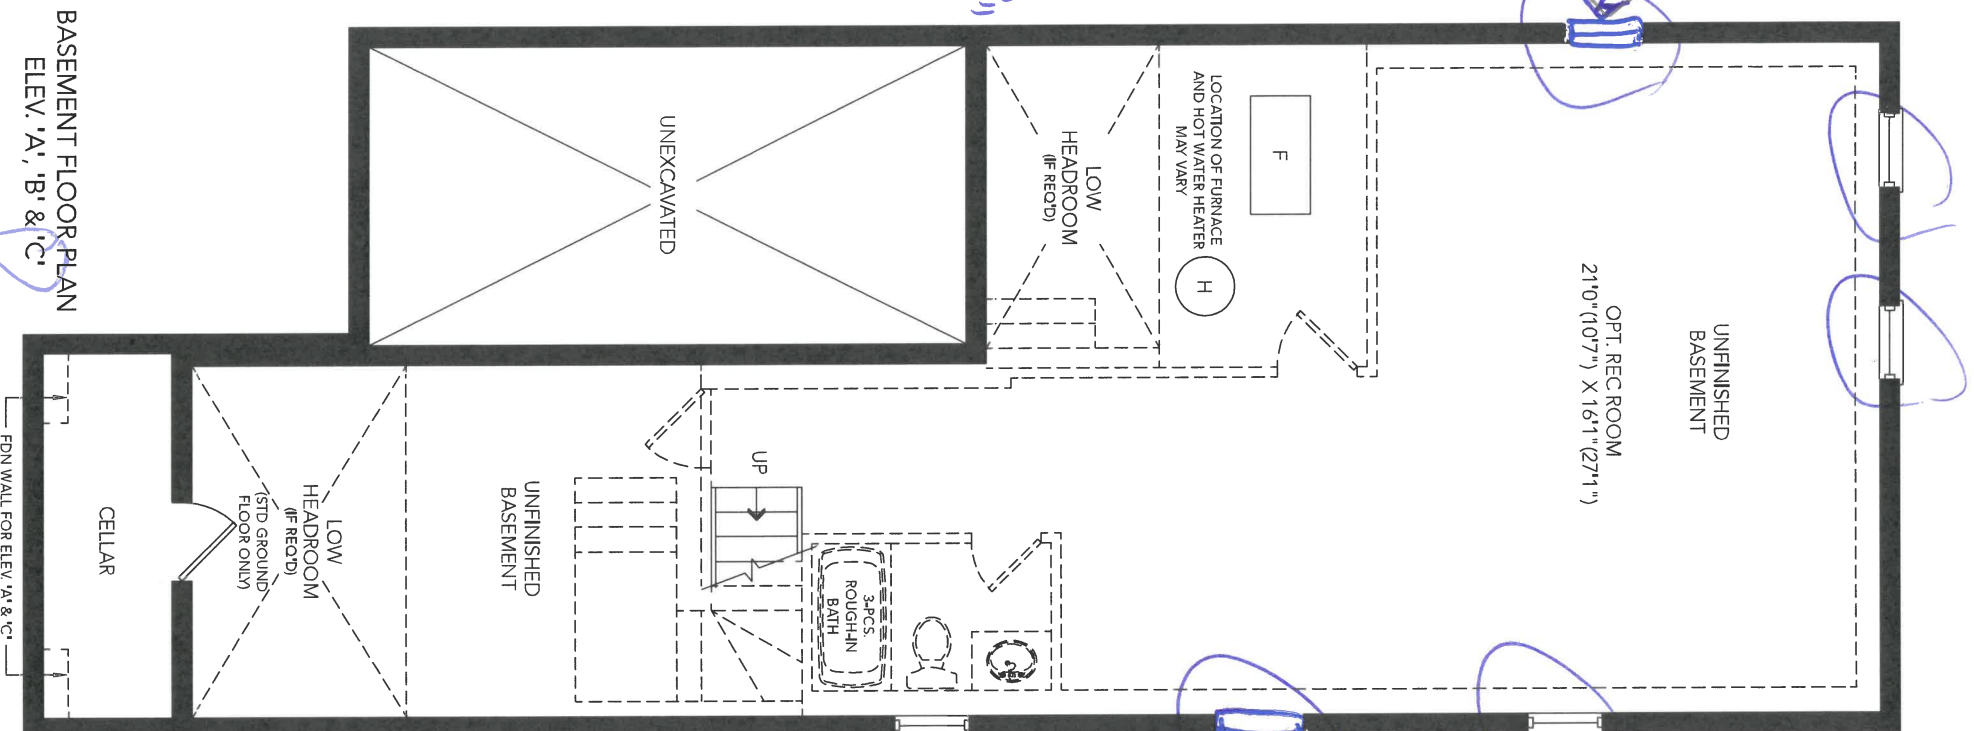 BASEMENT FLOOR PLAN
ELEV. 'A', 'B' & 'C'
UNEXCAVATED
LOW
HEADROOM
(IF REQ'D)
LOCATION OF FURNACE
AND HOT WATER HEATER
MAY VARY
F
H
UNFINISHED
BASEMENT
OPT. REC ROOM
21'0"(10'7") X 16'1"(27'1")
UP
3-PCS.
ROUGH-IN
BATH
UNFINISHED
BASEMENT
LOW
HEADROOM
(IF REQ'D)
(STD GROUND
FLOOR ONLY)
CELLAR
FDN WALL FOR ELEV. 'A' & 'C'